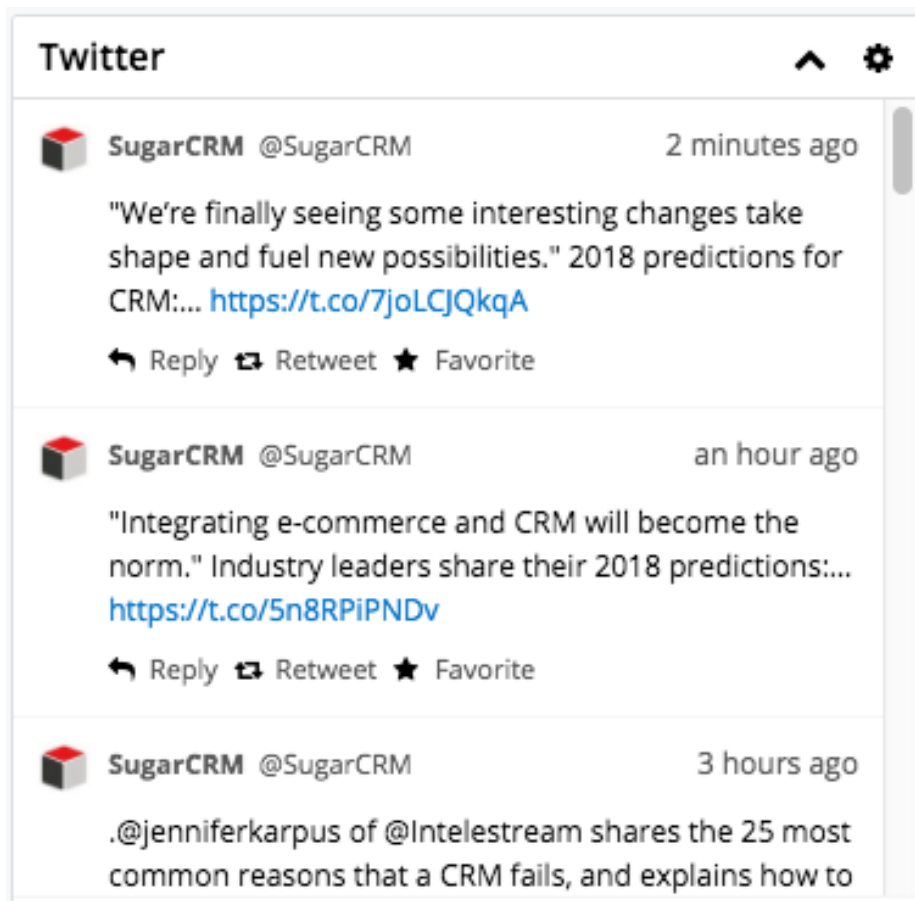 Twitter
SugarCRM @SugarCRM 2 minutes ago
"We're finally seeing some interesting changes take
shape and fuel new possibilities." 2018 predictions for
CRM:... https://t.co/7joLCJQkqA
Reply Retweet Favorite
SugarCRM @SugarCRM an hour ago
"Integrating e-commerce and CRM will become the
norm." Industry leaders share their 2018 predictions:...
https://t.co/5n8RPiPNDv
Reply Retweet Favorite
SugarCRM @SugarCRM 3 hours ago
.@jenniferkarpus of @Intelestream shares the 25 most
common reasons that a CRM fails, and explains how to